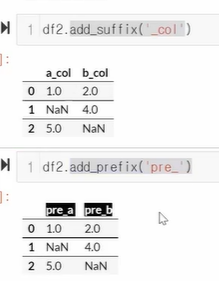 1 df2.add_suffix('_col')
]:
a_col b_col
0 1.0 2.0
1 NaN 4.0
2 5.0 NaN
1 df2.add_prefix('pre_')
]:
pre_a pre_b
0 1.0 2.0
1 NaN 4.0
2 5.0 NaN